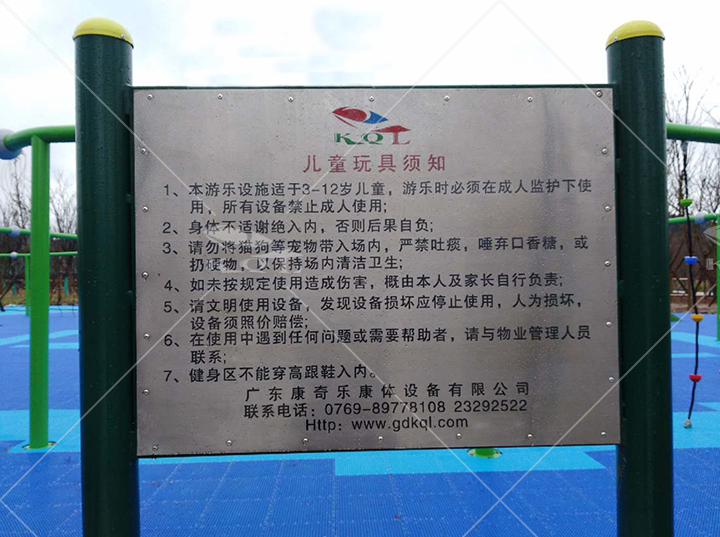 KQL
儿童玩具须知
1、本游乐设施适于3-12岁儿童，游乐时必须在成人监护下使
用，所有设备禁止成人使用;
2、身体不适谢绝入内，否则后果自负;
3、请勿将猫狗等宠物带入场内，严禁吐痰，唾弃口香糖，或
扔硬物，以保持场内清洁卫生;
4、如未按规定使用造成伤害，概由本人及家长自行负责;
5、请文明使用设备，发现设备损坏应停止使用，人为损坏，
设备须照价赔偿;
6、在使用中遇到任何问题或需要帮助者，请与物业管理人员
联系;
7、健身区不能穿高跟鞋入内。
广东康奇乐康体设备有限公司
联系电话：0769-89778108 23292522
Http：www.gdkql.com